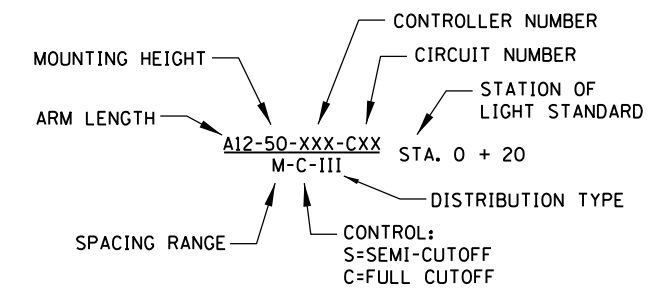 CONTROLLER NUMBER
MOUNTING HEIGHT
CIRCUIT NUMBER
ARM LENGTH
STATION OF
LIGHT STANDARD
A12-50-XXX-CXX
STA. 0 + 20
M-C-III
DISTRIBUTION TYPE
SPACING RANGE
CONTROL:
S=SEMI-CUTOFF
C=FULL CUTOFF